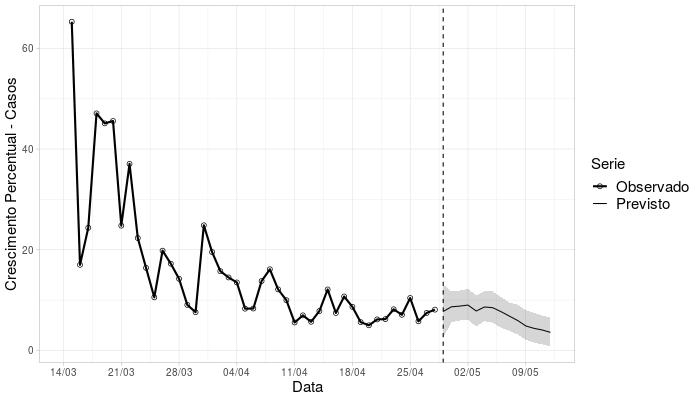 Crescimento Percentual - Casos
60
40
20
0
14/03 21/03 28/03 04/04 11/04 18/04 25/04 02/05 09/05
Data
Serie
Observado
Previsto